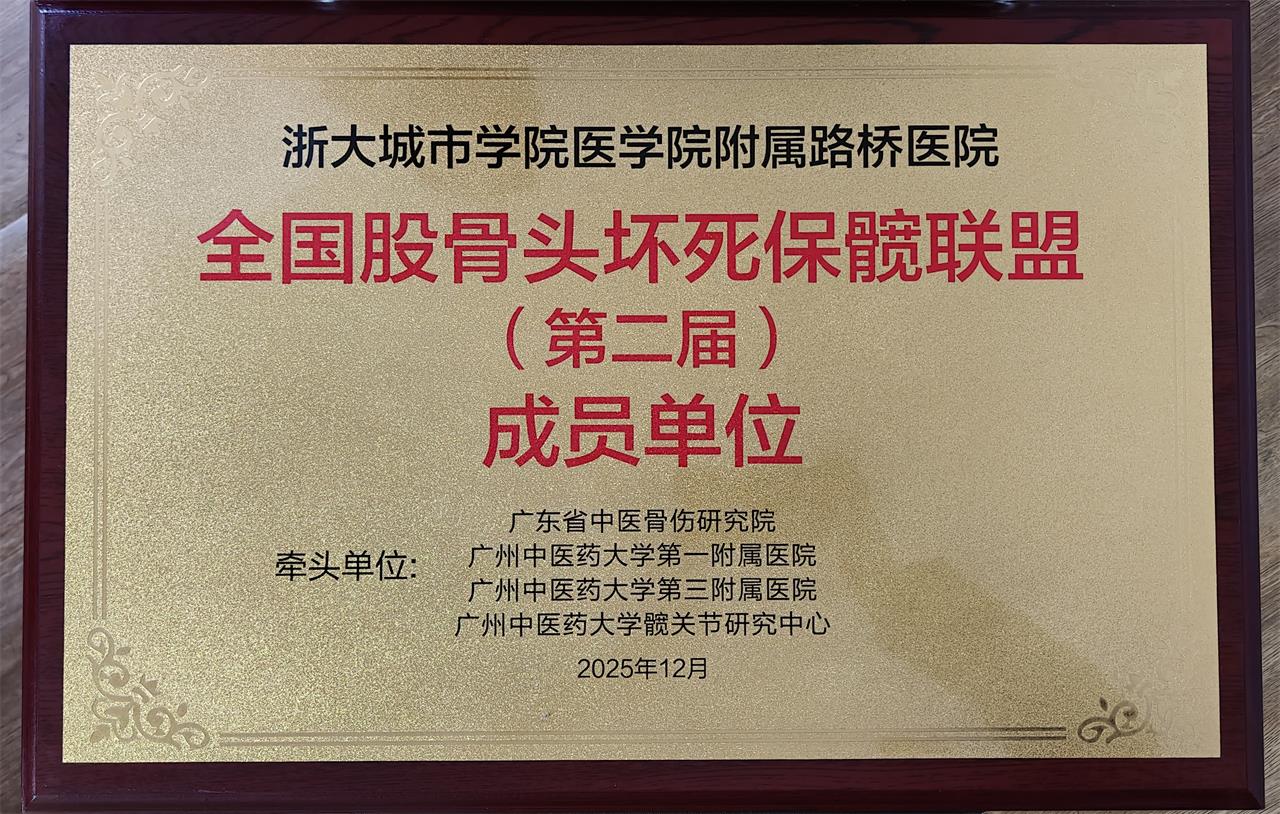 浙大城市学院医学院附属路桥医院
全国股骨头坏死保髋联盟
（第二届）
成员单位
牵头单位:
广东省中医骨伤研究院
广州中医药大学第一附属医院
广州中医药大学第三附属医院
广州中医药大学髋关节研究中心
2025年12月